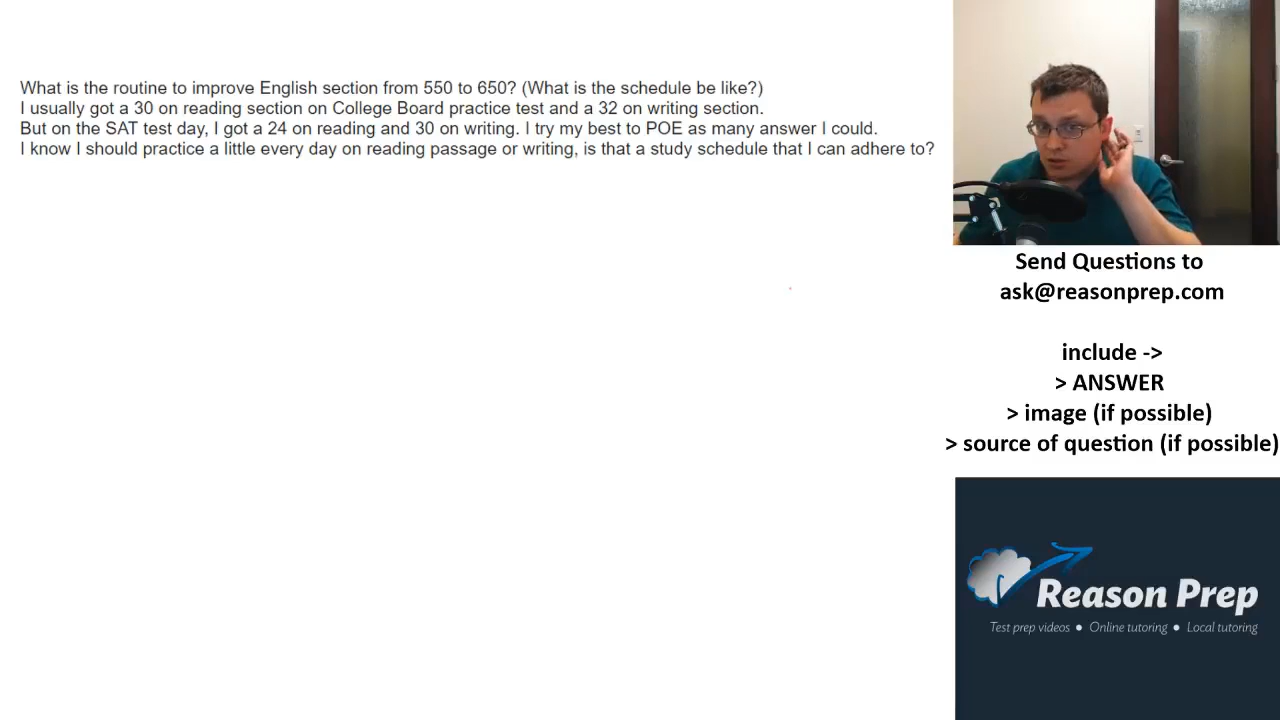 What is the routine to improve English section from 550 to 650? (What is the schedule be like?)
I usually got a 30 on reading section on College Board practice test and a 32 on writing section.
But on the SAT test day, I got a 24 on reading and 30 on writing. I try my best to POE as many answer I could.
I know I should practice a little every day on reading passage or writing, is that a study schedule that I can adhere to?
Send Questions to
ask@reasonprep.com
include ->
> ANSWER
> image (if possible)
> source of question (if possible)
Reason Prep
Test prep videos ● Online tutoring ● Local tutoring